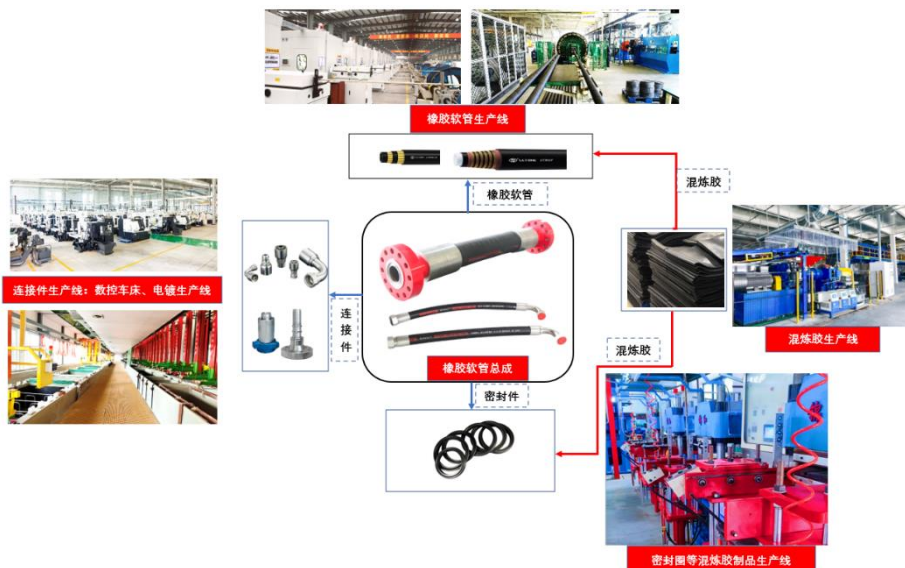 橡胶软管生产线
混炼胶
橡胶软管
连接件生产线：数控车床、电镀生产线
连
接
件
混炼胶
混炼胶生产线
橡胶软管总成
密封件
密封圈等混炼胶制品生产线